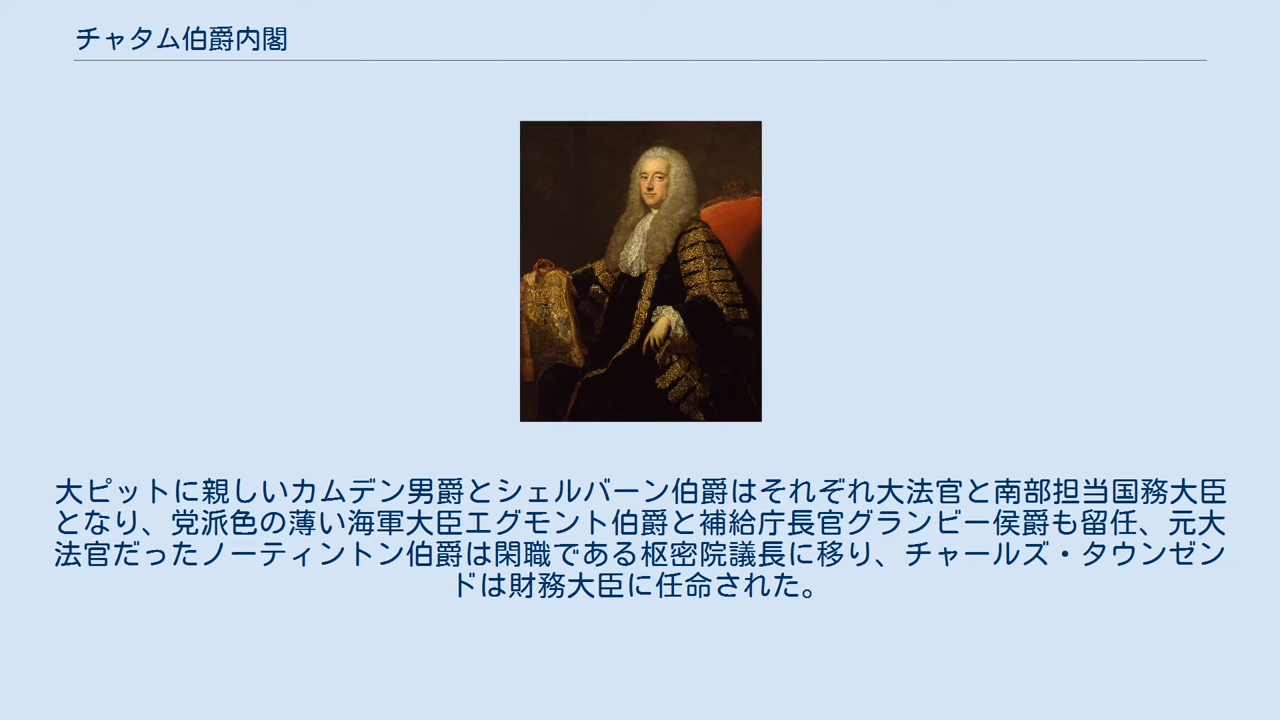 チャタム伯爵内閣
大ピットに親しいカムデン男爵とシェルバーン伯爵はそれぞれ大法官と南部担当国務大臣
となり、党派色の薄い海軍大臣エグモント伯爵と補給庁長官グランビー侯爵も留任、元大
法官だったノーティントン伯爵は閑職である枢密院議長に移り、チャールズ・タウンゼン
ドは財務大臣に任命された。